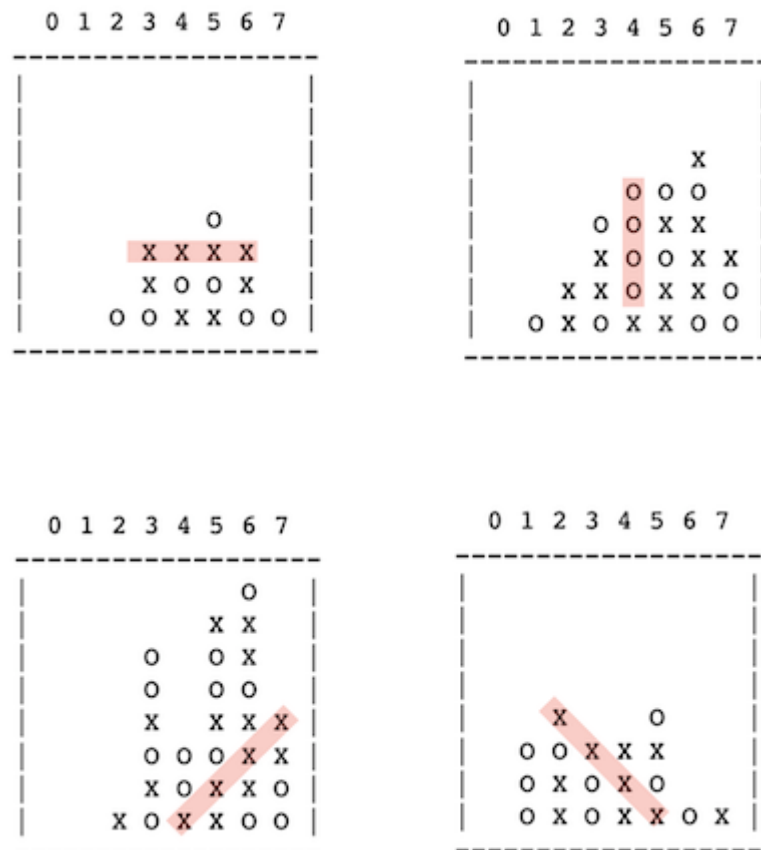 0 1 2 3 4 5 6 7
-------------------
|                 |
|                 |
|                 |
|                 |
|           O     |
|       X X X X   |
|       X O O X   |
|     O O X X O O |
-------------------
  0 1 2 3 4 5 6 7
-------------------
|                 |
|                 |
|             X   |
|         O O O   |
|       O O X X   |
|       X O O X X |
|     X X O X X O |
|   O X O X X O O |
-------------------
  0 1 2 3 4 5 6 7
-------------------
|             O   |
|           X X   |
|       O   O X   |
|       O   O O   |
|       X   X X X |
|       O O O X X |
|       X O X X O |
|     X O X X O O |
-------------------
  0 1 2 3 4 5 6 7
-------------------
|                 |
|                 |
|                 |
|                 |
|     X     O     |
|   O O X X X     |
|   O X O X O     |
|   O X O X X O X |
-------------------